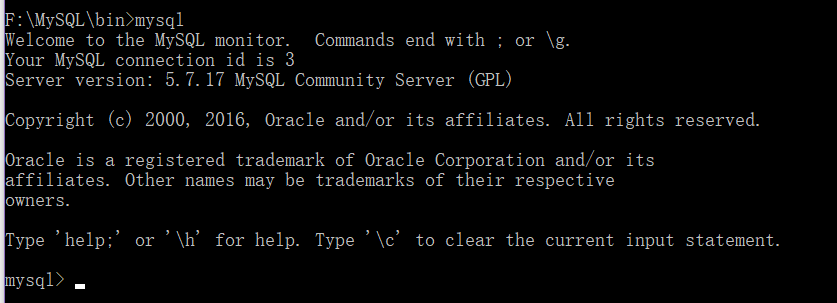 F:\MySQL\bin>mysql
Welcome to the MySQL monitor.  Commands end with ; or \g.
Your MySQL connection id is 3
Server version: 5.7.17 MySQL Community Server (GPL)
Copyright (c) 2000, 2016, Oracle and/or its affiliates. All rights reserved.
Oracle is a registered trademark of Oracle Corporation and/or its
affiliates. Other names may be trademarks of their respective
owners.
Type 'help;' or '\h' for help. Type '\c' to clear the current input statement.
mysql>